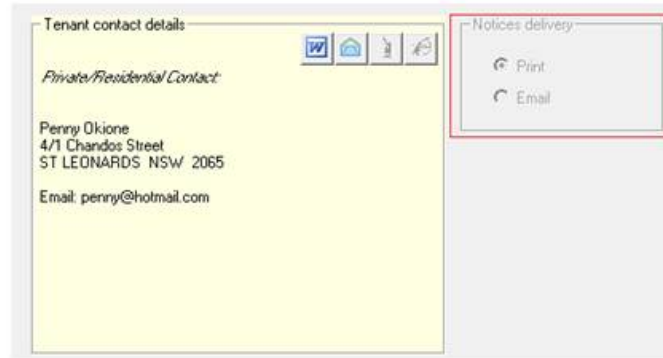 Tenant contact details
Notices delivery
Private/Residential Contact:
Print
Email
Penny Okione
4/1 Chandos Street
ST LEONARDS NSW 2065
Email: penny@hotmail.com